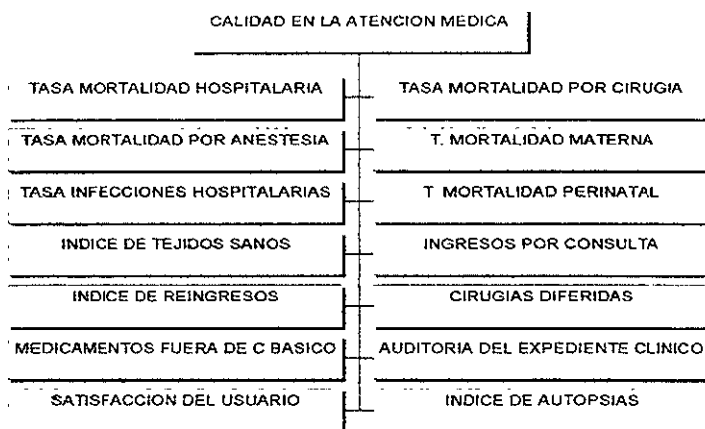 CALIDAD EN LA ATENCION MEDICA
TASA MORTALIDAD HOSPITALARIA
TASA MORTALIDAD POR CIRUGIA
TASA MORTALIDAD POR ANESTESIA
T. MORTALIDAD MATERNA
TASA INFECCIONES HOSPITALARIAS
T MORTALIDAD PERINATAL
INDICE DE TEJIDOS SANOS
INGRESOS POR CONSULTA
INDICE DE REINGRESOS
CIRUGIAS DIFERIDAS
MEDICAMENTOS FUERA DE C BASICO
AUDITORIA DEL EXPEDIENTE CLINICO
SATISFACCION DEL USUARIO
INDICE DE AUTOPSIAS